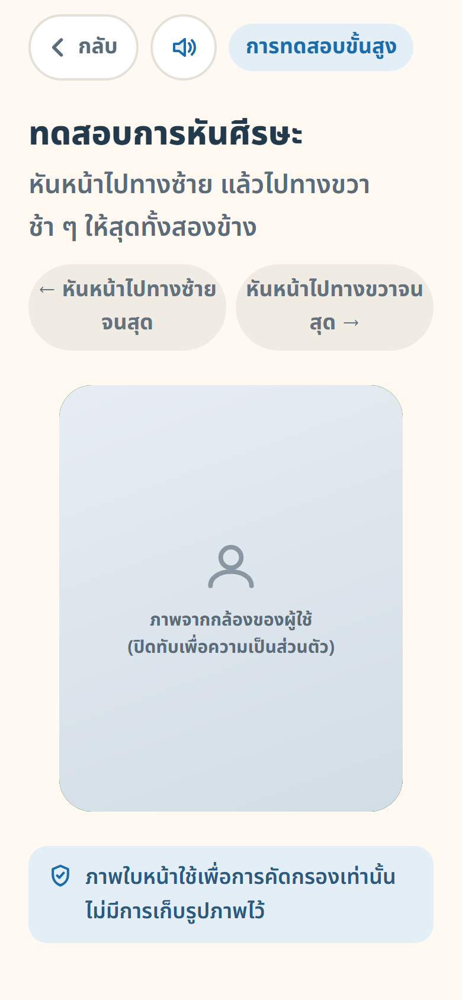 กลับ
การทดสอบขั้นสูง
ทดสอบการหันศีรษะ
หันหน้าไปทางซ้าย แล้วไปทางขวา
ช้า ๆ ให้สุดทั้งสองข้าง
← หันหน้าไปทางซ้าย
จนสุด
หันหน้าไปทางขวาจน
สุด →
ภาพจากกล้องของผู้ใช้
(ปิดทับเพื่อความเป็นส่วนตัว)
ภาพใบหน้าใช้เพื่อการคัดกรองเท่านั้น
ไม่มีการเก็บรูปภาพไว้